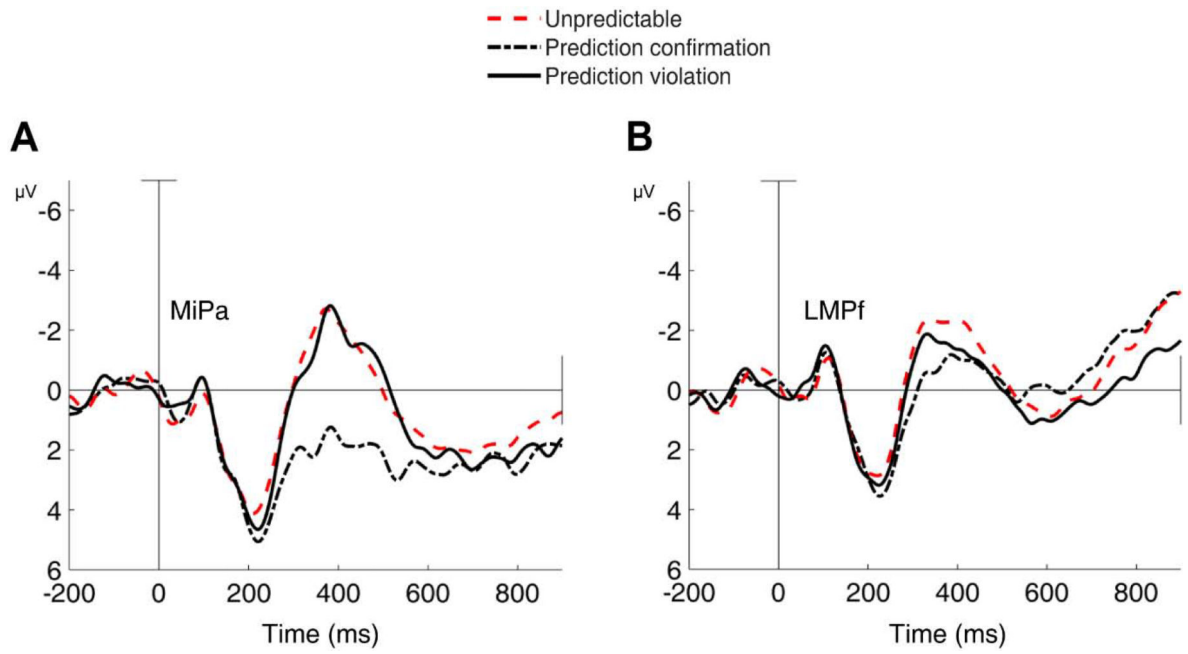 Unpredictable
Prediction confirmation
Prediction violation
A
B
µV
-6
-4
-2
0
2
4
6
MiPa
-200
0
200
400
600
800
Time (ms)
µV
-6
-4
-2
0
2
4
6
LMPf
-200
0
200
400
600
800
Time (ms)